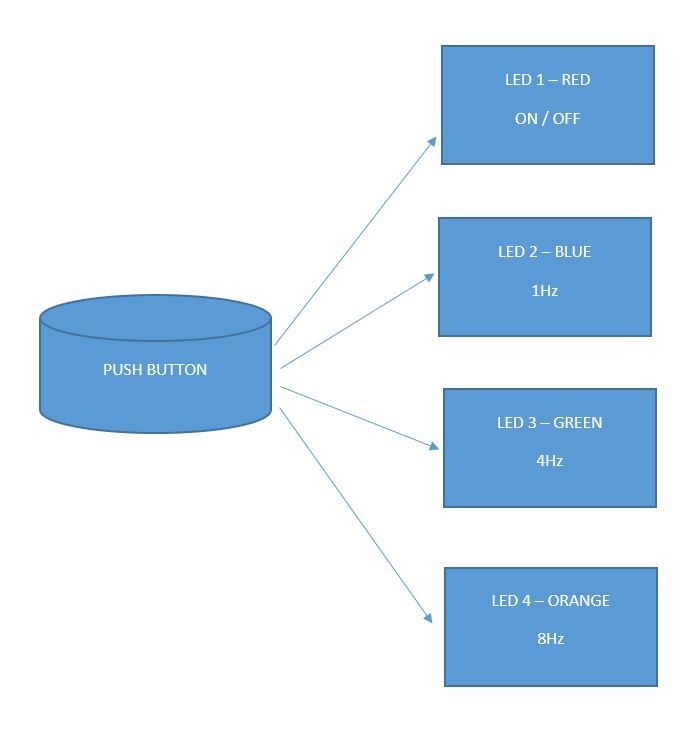 LED 1 – RED
ON / OFF
LED 2 – BLUE
1Hz
PUSH BUTTON
LED 3 – GREEN
4Hz
LED 4 – ORANGE
8Hz